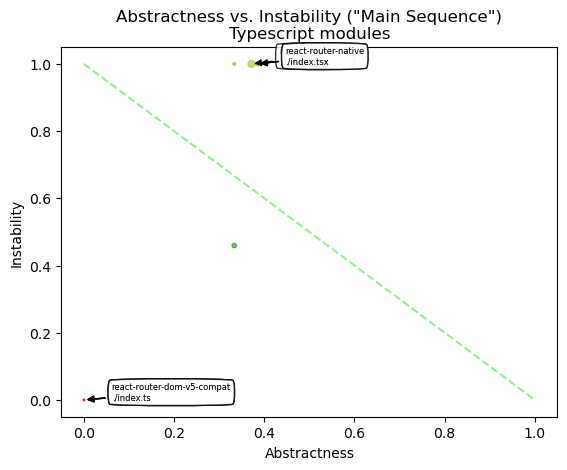 Abstractness vs. Instability ("Main Sequence")
Typescript modules
react-router-native
./index.tsx
react-router-dom-v5-compat
./index.ts
Instability
1.0
0.8
0.6
0.4
0.2
0.0
0.0
0.2
0.4
0.6
0.8
1.0
Abstractness